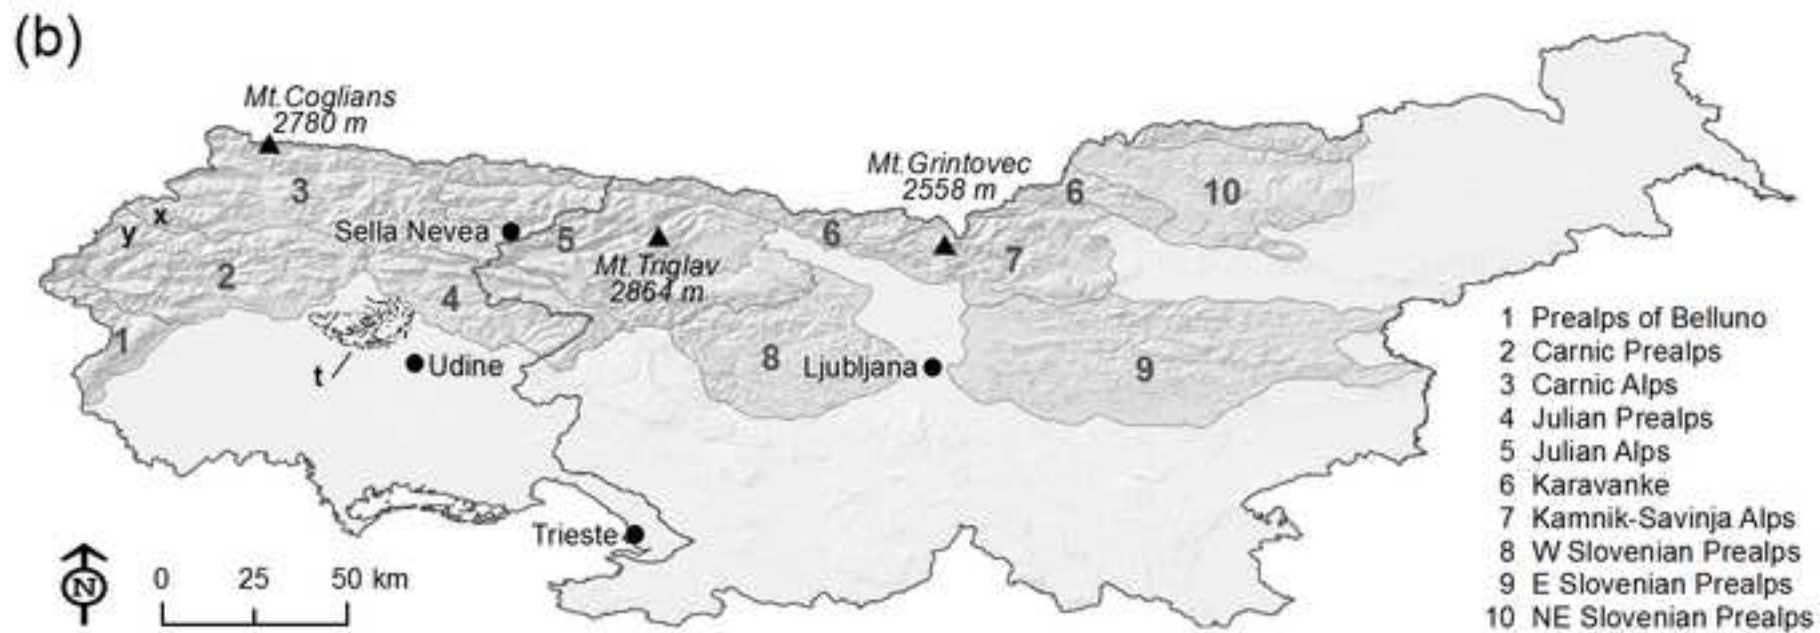 (b)
Mt.Coglians
2780 m
Mt.Grintovec
2558 m
3
6
10
x
y
Sella Nevea
5
6
7
2
Mt.Triglav
2864 m
4
1
t
Udine
8
Ljubljana
9
Trieste
N
0 25 50 km
1 Prealps of Belluno
2 Carnic Prealps
3 Carnic Alps
4 Julian Prealps
5 Julian Alps
6 Karavanke
7 Kamnik-Savinja Alps
8 W Slovenian Prealps
9 E Slovenian Prealps
10 NE Slovenian Prealps